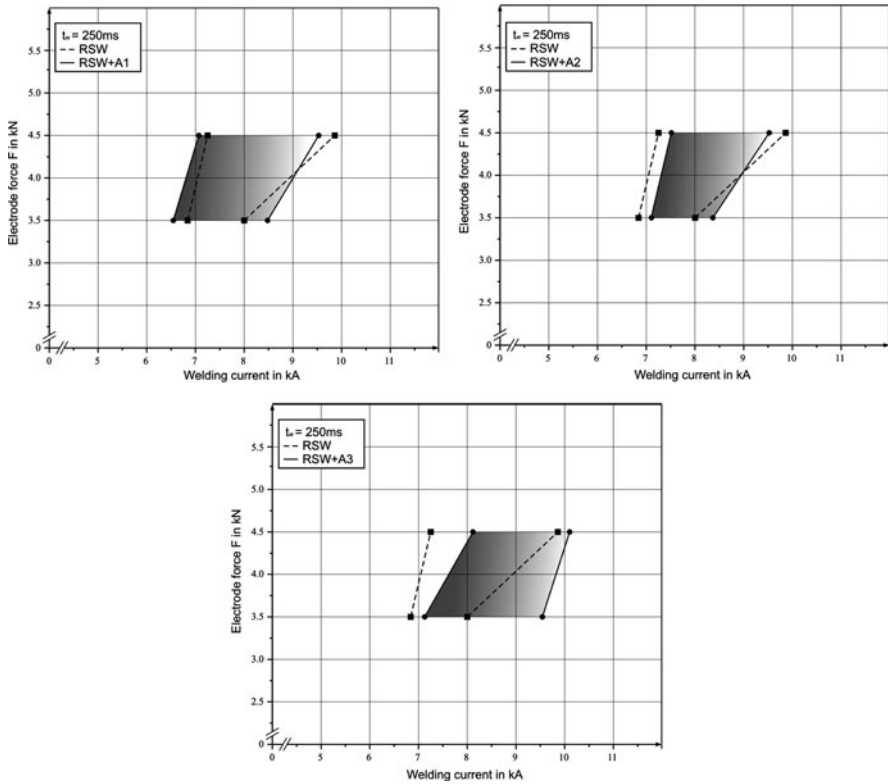 tw = 250ms
RSW
RSW+A1
Electrode force F in kN
5.5
5.0
4.5
4.0
3.5
3.0
2.5
0
0 5 6 7 8 9 10 11
Welding current in kA
tw = 250ms
RSW
RSW+A2
Electrode force F in kN
5.5
5.0
4.5
4.0
3.5
3.0
2.5
0
0 5 6 7 8 9 10 11
Welding current in kA
tw = 250ms
RSW
RSW+A3
Electrode force F in kN
5.5
5.0
4.5
4.0
3.5
3.0
2.5
0
0 5 6 7 8 9 10 11
Welding current in kA